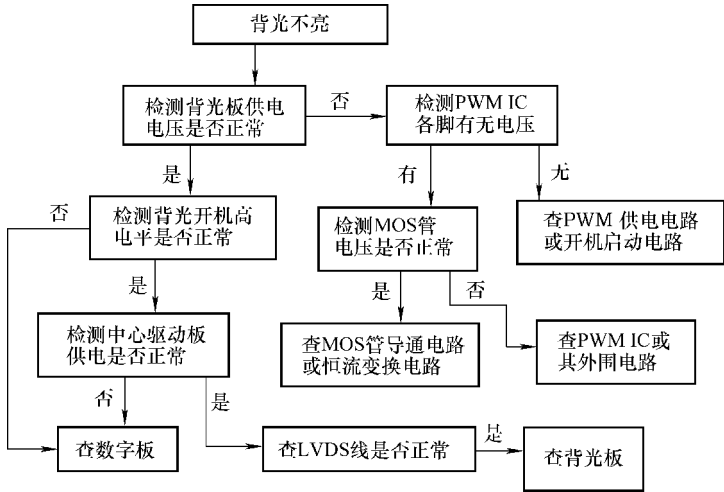 背光不亮
检测背光板供电
电压是否正常
否
检测PWM IC
各脚有无电压
是
有
无
否
检测背光开机高
电平是否正常
检测MOS管
电压是否正常
查PWM 供电电路
或开机启动电路
是
是
否
检测中心驱动板
供电是否正常
查MOS管导通电路
或恒流变换电路
查PWM IC或
其外围电路
否
是
查数字板
查LVDS线是否正常
是
查背光板